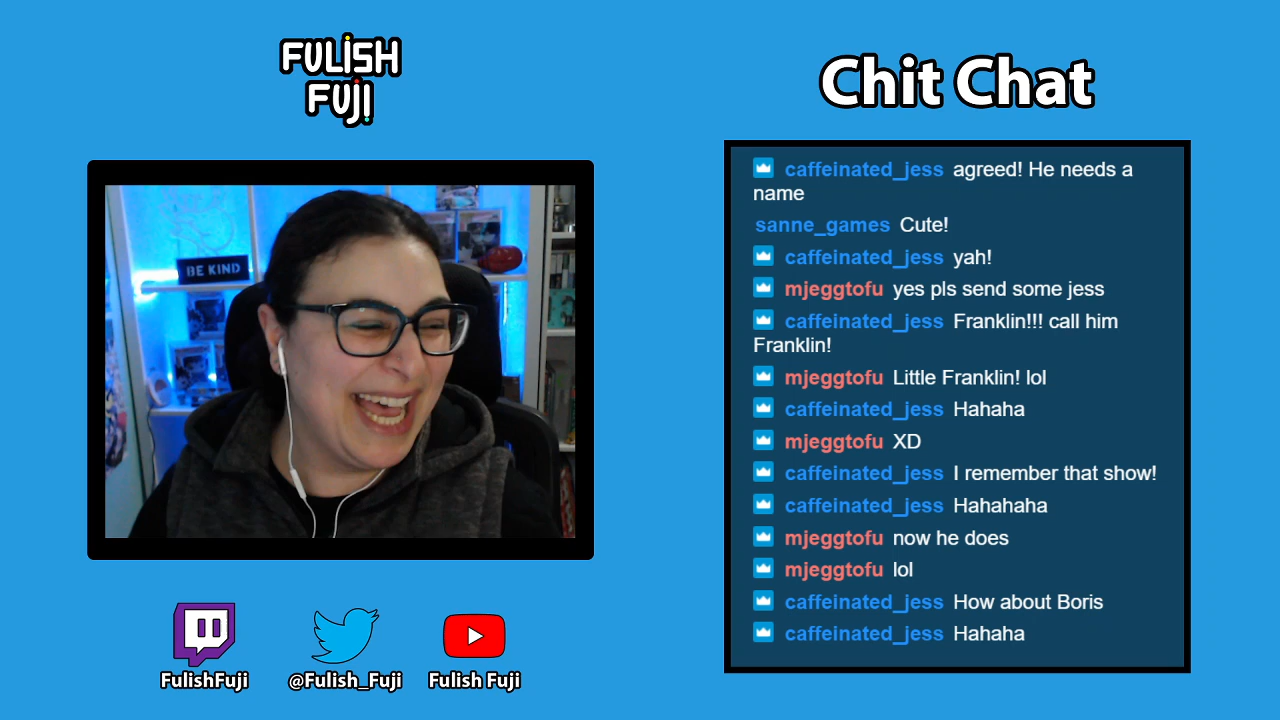 FULISH
FUJI
Chit Chat
BE KIND
caffeinated_jess agreed! He needs a
name
sanne_games Cute!
caffeinated_jess yah!
mjeggtofu yes pls send some jess
caffeinated_jess Franklin!!! call him
Franklin!
mjeggtofu Little Franklin! lol
caffeinated_jess Hahaha
mjeggtofu XD
caffeinated_jess I remember that show!
caffeinated_jess Hahahaha
mjeggtofu now he does
mjeggtofu lol
caffeinated_jess How about Boris
caffeinated_jess Hahaha
FulishFuji
@Fulish_Fuji
Fulish Fuji